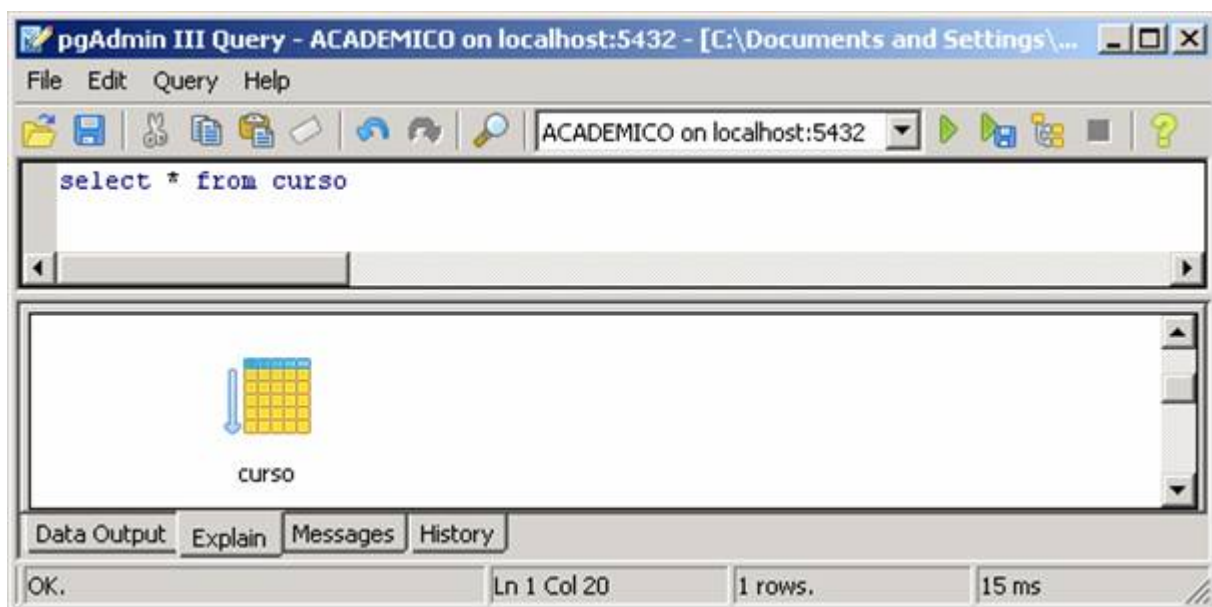 pgAdmin III Query - ACADEMICO on localhost:5432 - [C:\Documents and Settings\...
File Edit Query Help
ACADEMICO on localhost:5432
select * from curso
curso
Data Output Explain Messages History
OK. Ln 1 Col 20 1 rows. 15 ms